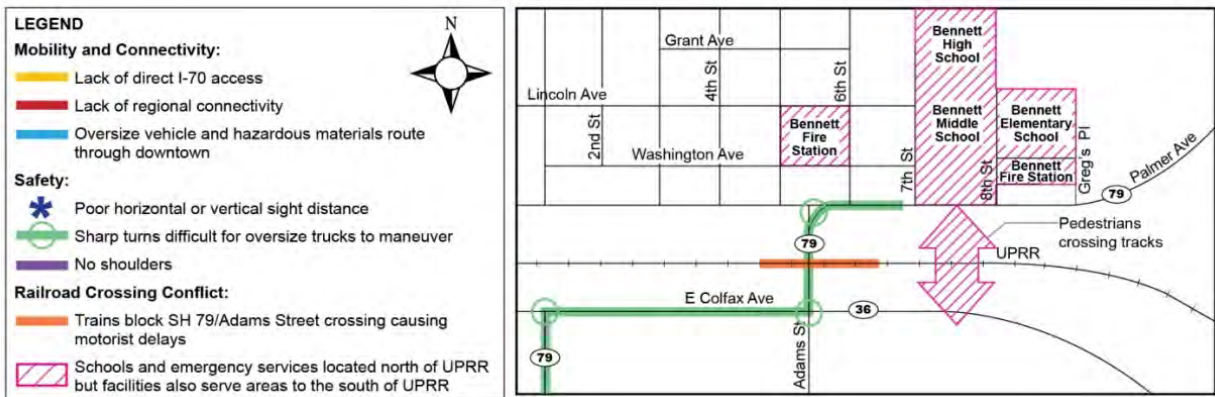 LEGEND
N
Mobility and Connectivity:
Lack of direct I-70 access
Lack of regional connectivity
Oversize vehicle and hazardous materials route
through downtown
Safety:
Poor horizontal or vertical sight distance
Sharp turns difficult for oversize trucks to maneuver
No shoulders
Railroad Crossing Conflict:
Trains block SH 79/Adams Street crossing causing
motorist delays
Schools and emergency services located north of UPRR
but facilities also serve areas to the south of UPRR
Grant Ave
Lincoln Ave
2nd St
4th St
6th St
Washington Ave
Bennett
Fire
Station
7th St
Bennett
High
School
Bennett
Middle
School
8th St
Bennett
Elementary
School
Bennett
Fire Station
Greg's Pl
Palmer Ave
79
79
Pedestrians
crossing tracks
UPRR
E Colfax Ave
36
79
Adams St